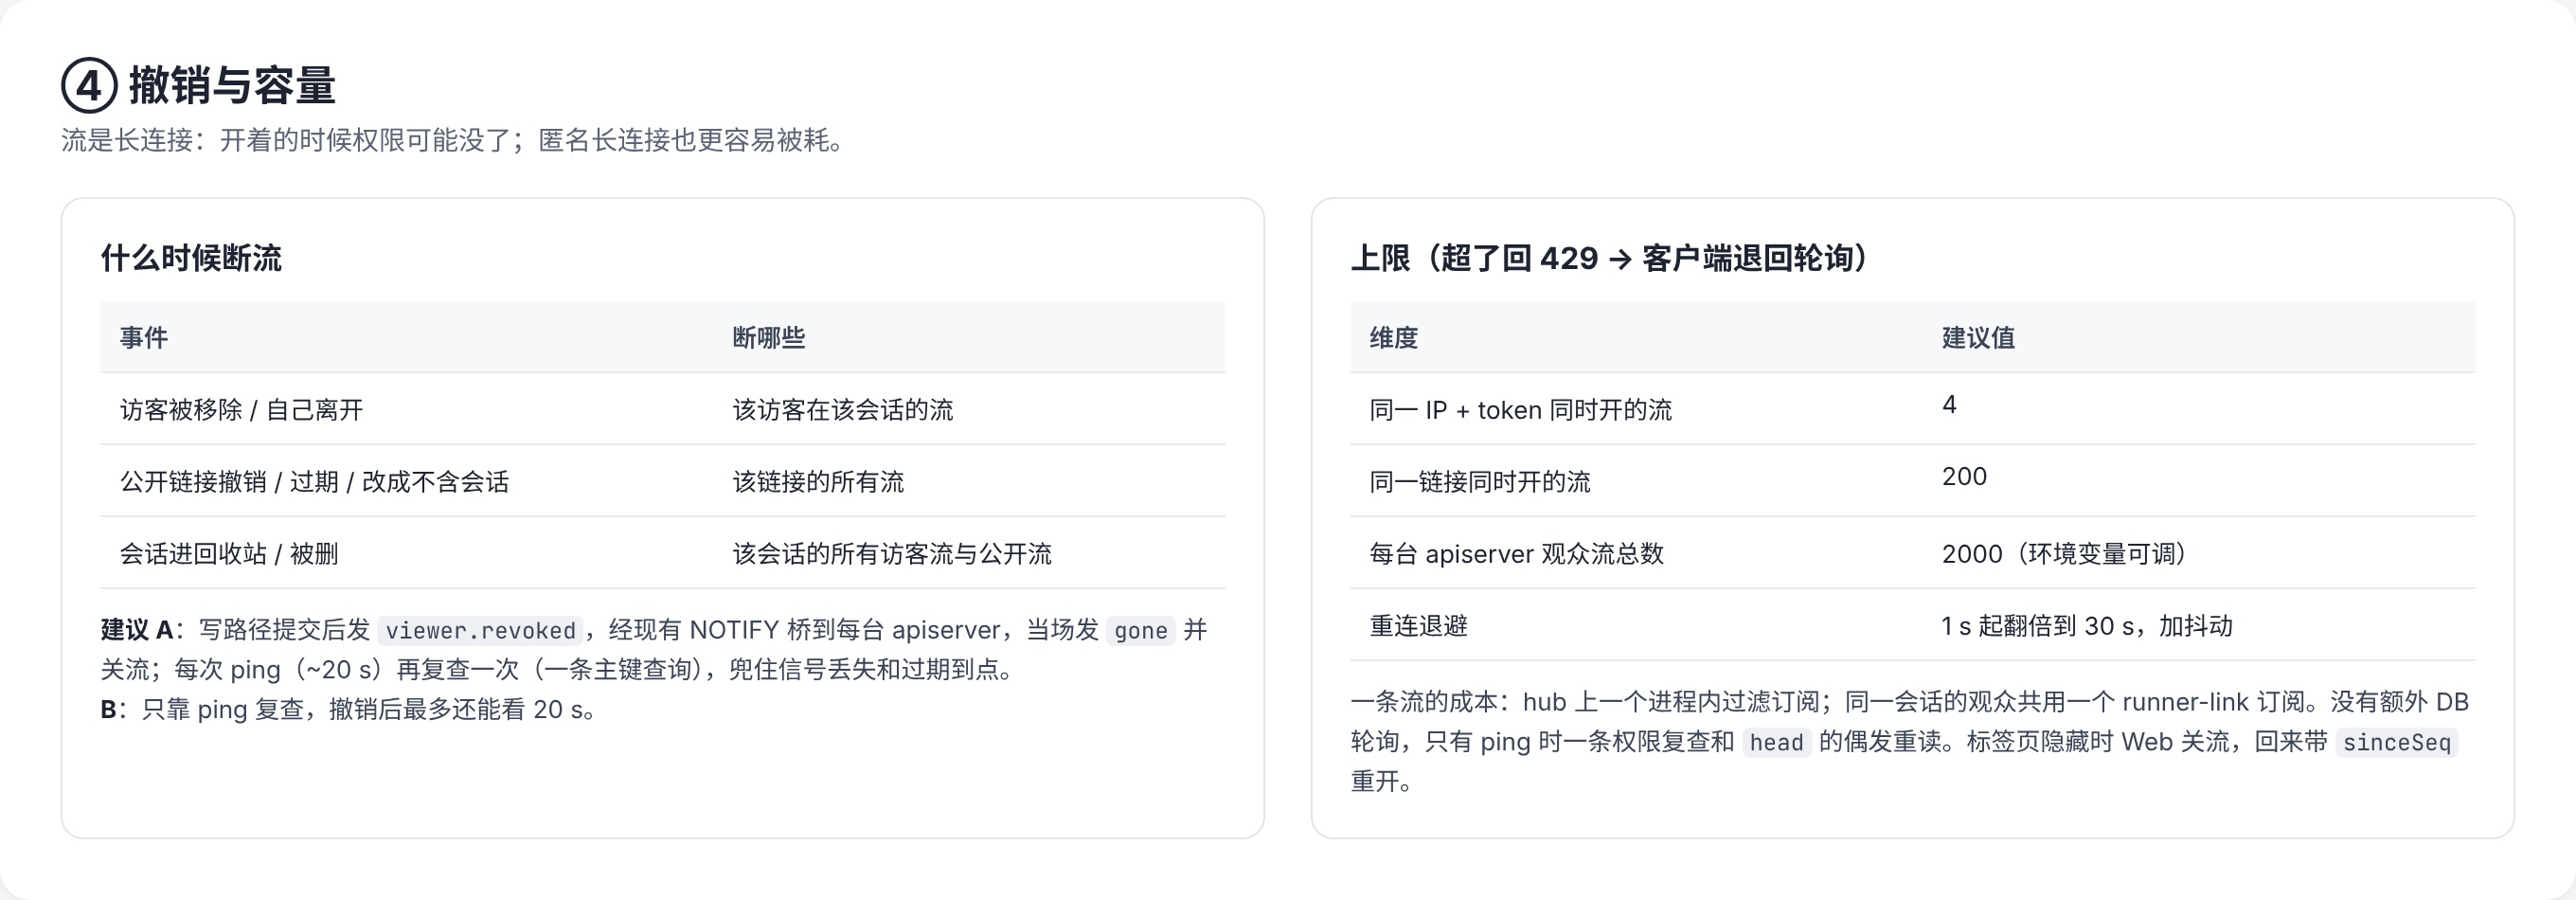 ④ 撤销与容量
流是长连接：开着的时候权限可能没了；匿名长连接也更容易被耗。
什么时候断流
事件 断哪些
访客被移除 / 自己离开 该访客在该会话的流
公开链接撤销 / 过期 / 改成不含会话 该链接的所有流
会话进回收站 / 被删 该会话的所有访客流与公开流
建议 A：写路径提交后发 viewer.revoked，经现有 NOTIFY 桥到每台 apiserver，当场发 gone 并
关流；每次 ping（~20 s）再复查一次（一条主键查询），兜住信号丢失和过期到点。
B：只靠 ping 复查，撤销后最多还能看 20 s。
上限（超了回 429 → 客户端退回轮询）
维度 建议值
同一 IP + token 同时开的流 4
同一链接同时开的流 200
每台 apiserver 观众流总数 2000（环境变量可调）
重连退避 1 s 起翻倍到 30 s，加抖动
一条流的成本：hub 上一个进程内过滤订阅；同一会话的观众共用一个 runner-link 订阅。没有额外 DB
轮询，只有 ping 时一条权限复查和 head 的偶发重读。标签页隐藏时 Web 关流，回来带 sinceSeq
重开。